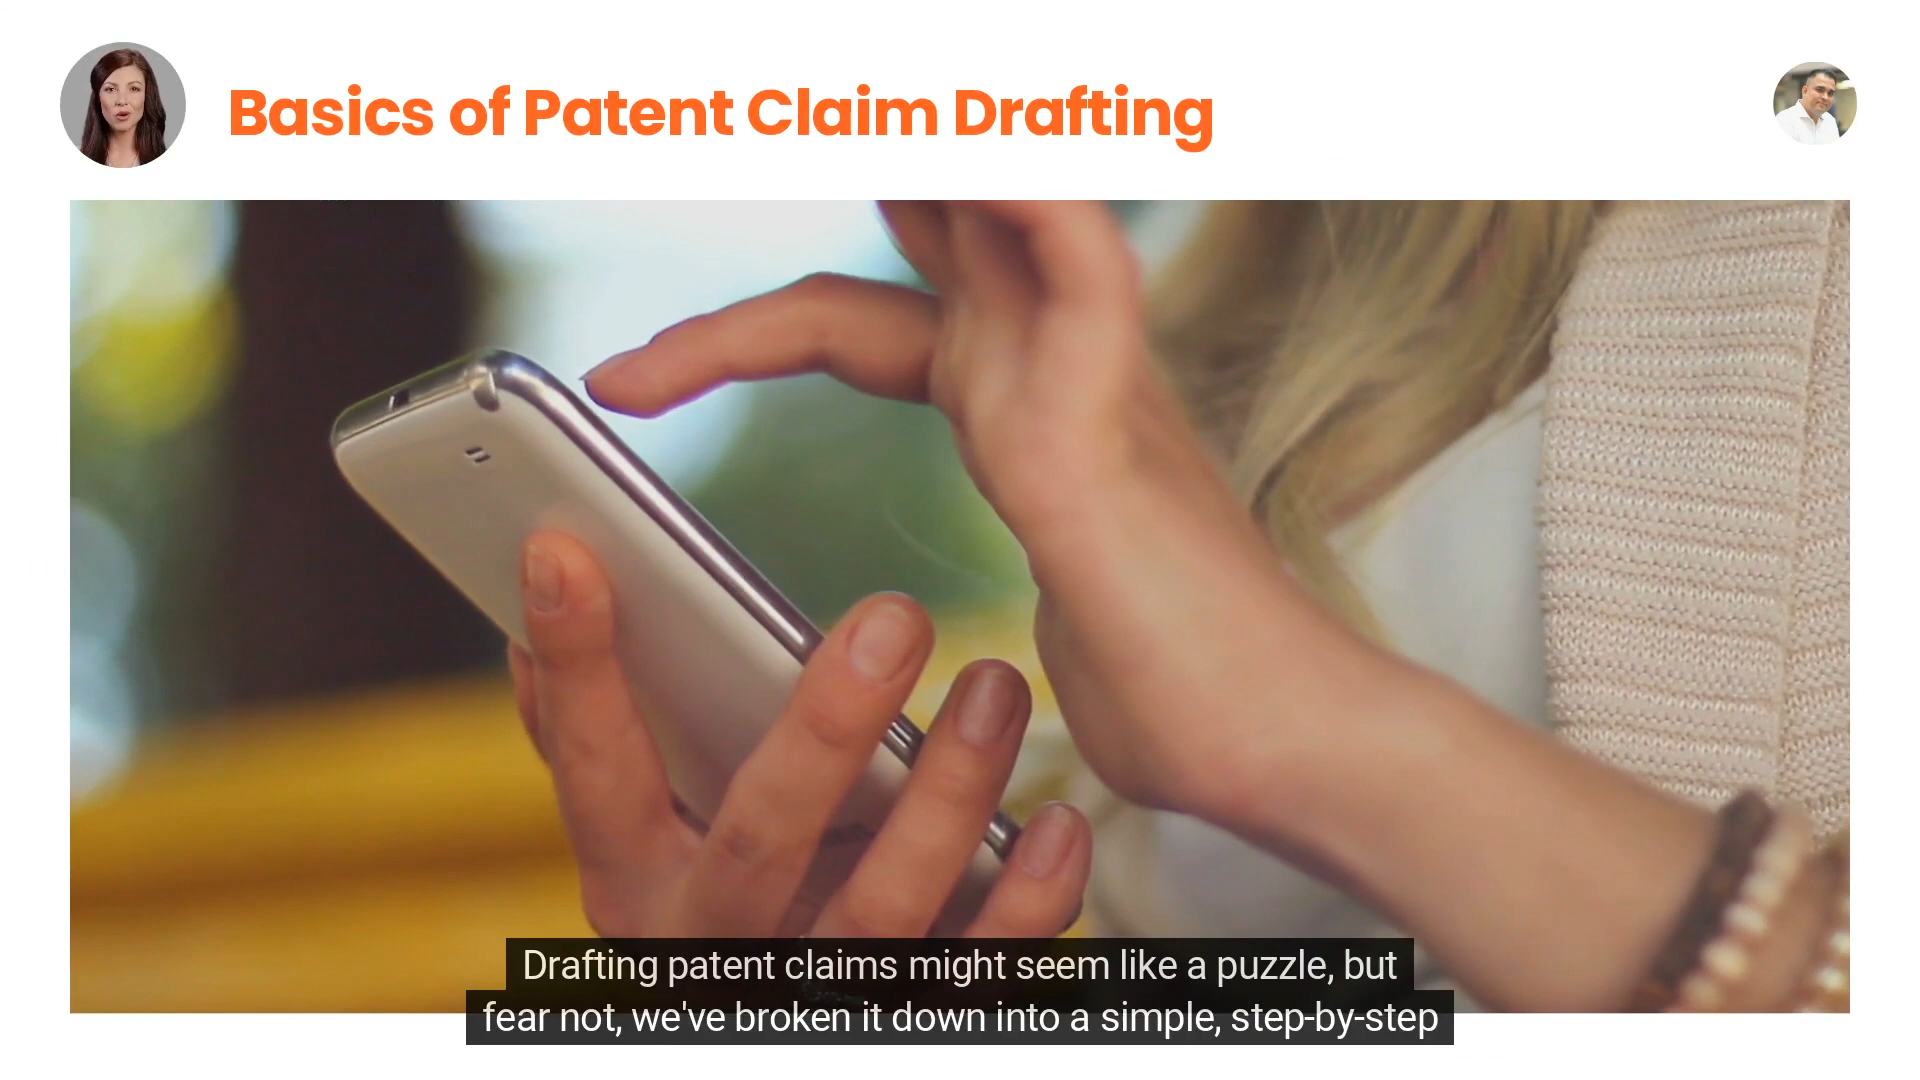 Basics of Patent Claim Drafting
Drafting patent claims might seem like a puzzle, but
fear not, we've broken it down into a simple, step-by-step